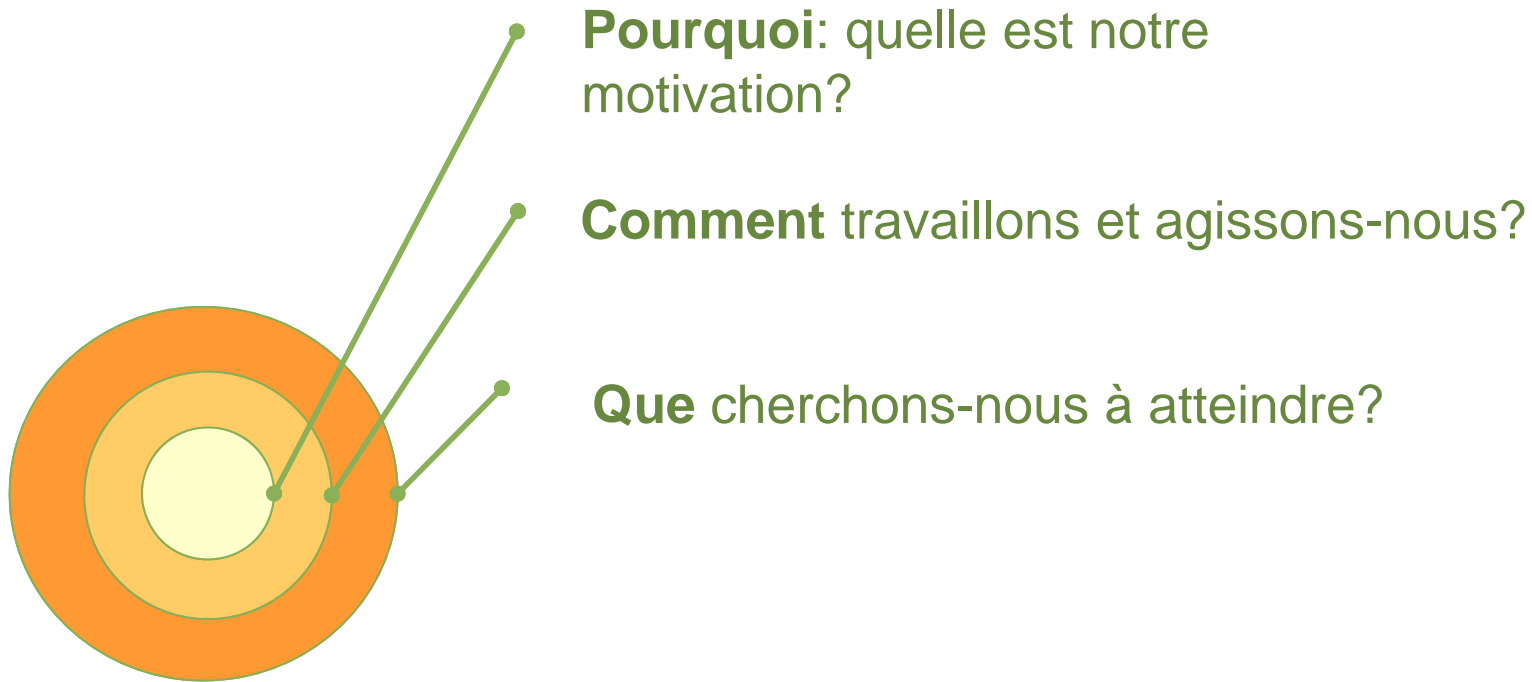 Pourquoi: quelle est notre
motivation?
Comment travaillons et agissons-nous?
Que cherchons-nous à atteindre?